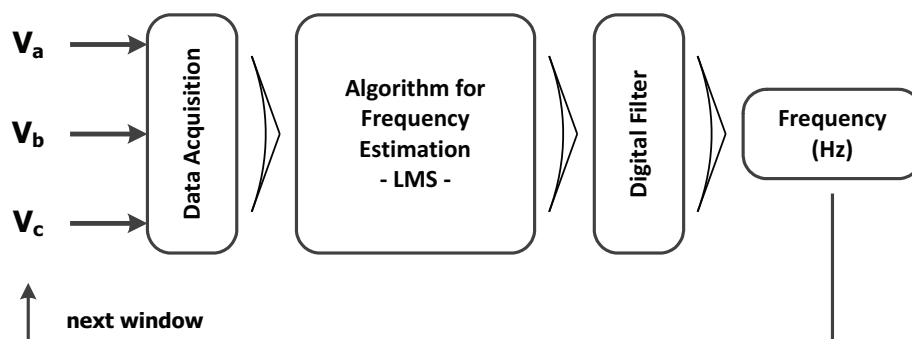 Va
Vb
Vc
Data Acquisition
Algorithm for
Frequency
Estimation
- LMS -
Digital Filter
Frequency
(Hz)
next window